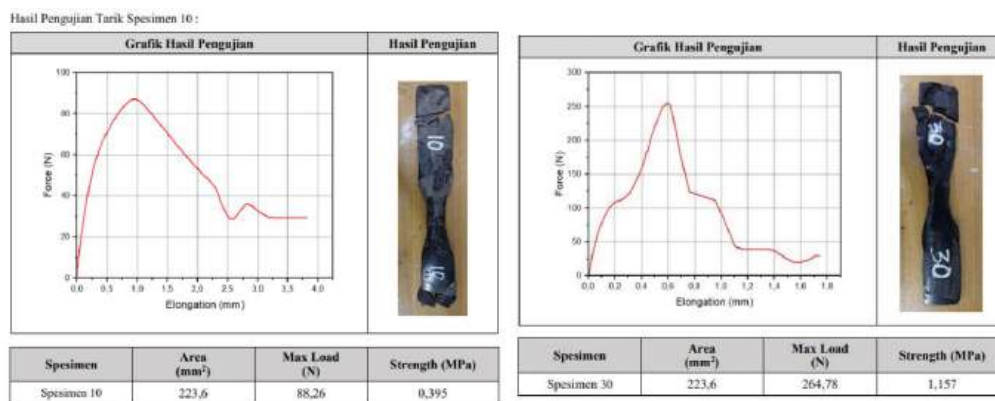 Hasil Pengujian Tarik Spesimen 10 :
Grafik Hasil Pengujian Hasil Pengujian
100
80
60
40
20
0
Force (N)
0,0 0,5 1,0 1,5 2,0 2,5 3,0 3,5 4,0
Elongation (mm)
10
10
Spesimen Area (mm²) Max Load (N) Strength (MPa)
Spesimen 10 223,6 88,26 0,395
Grafik Hasil Pengujian Hasil Pengujian
300
250
200
150
100
50
0
Force (N)
0,0 0,2 0,4 0,6 0,8 1,0 1,2 1,4 1,6 1,8
Elongation (mm)
30
30
Spesimen Area (mm²) Max Load (N) Strength (MPa)
Spesimen 30 223,6 264,78 1,157